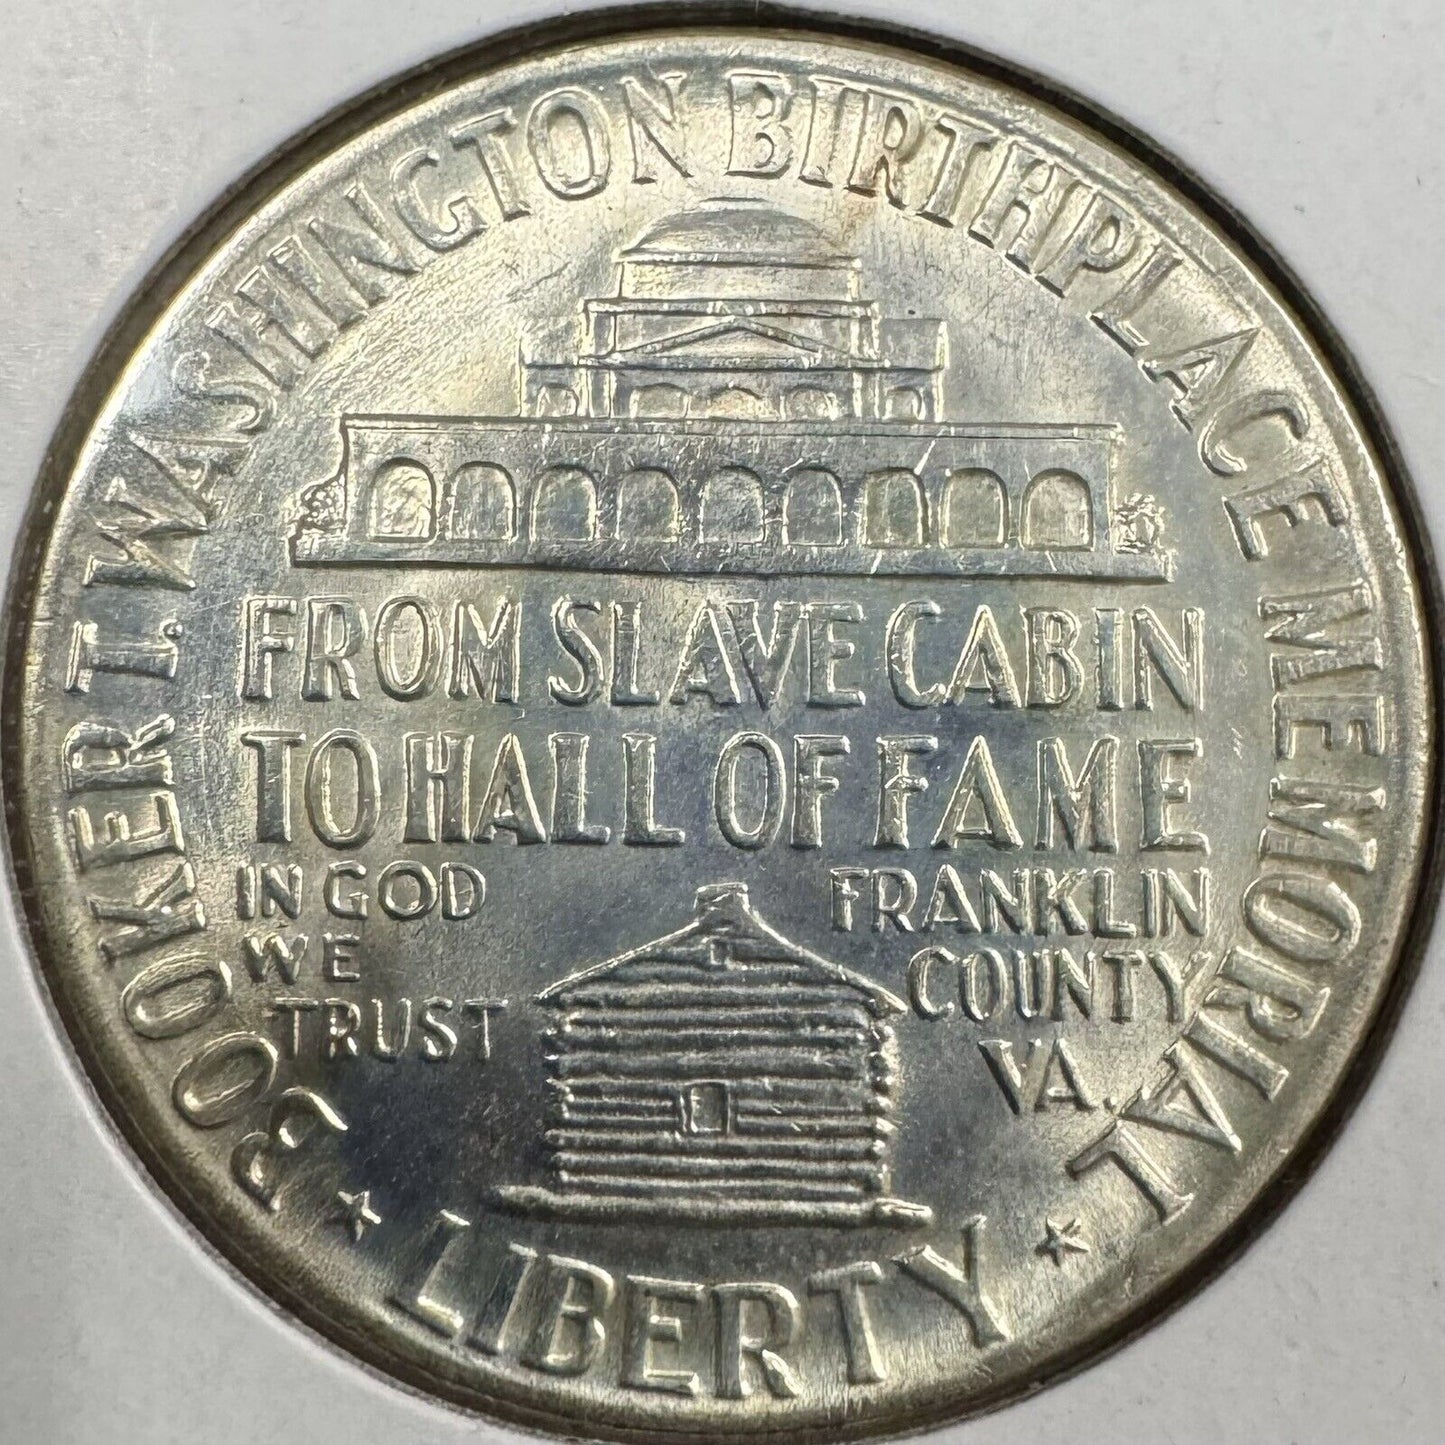 BOOKER T. WASHINGTON BIRTHPLACE MEMORIAL
FROM SLAVE CABIN
TO HALL OF FAME
IN GOD
WE
TRUST
FRANKLIN
COUNTY
VA.
LIBERTY